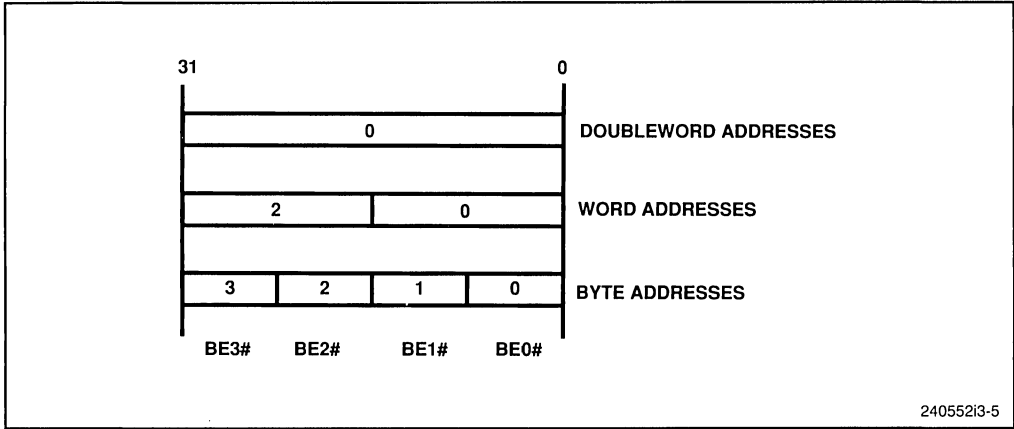 31 0
0 DOUBLEWORD ADDRESSES
2 0 WORD ADDRESSES
3 2 1 0 BYTE ADDRESSES
BE3# BE2# BE1# BE0#
240552i3-5